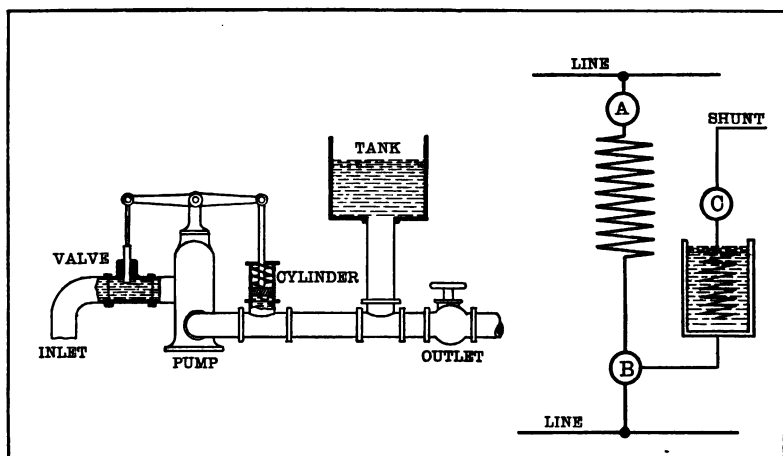 TANK
VALVE
CYLINDER
INLET
PUMP
OUTLET
LINE
A
SHUNT
C
B
LINE